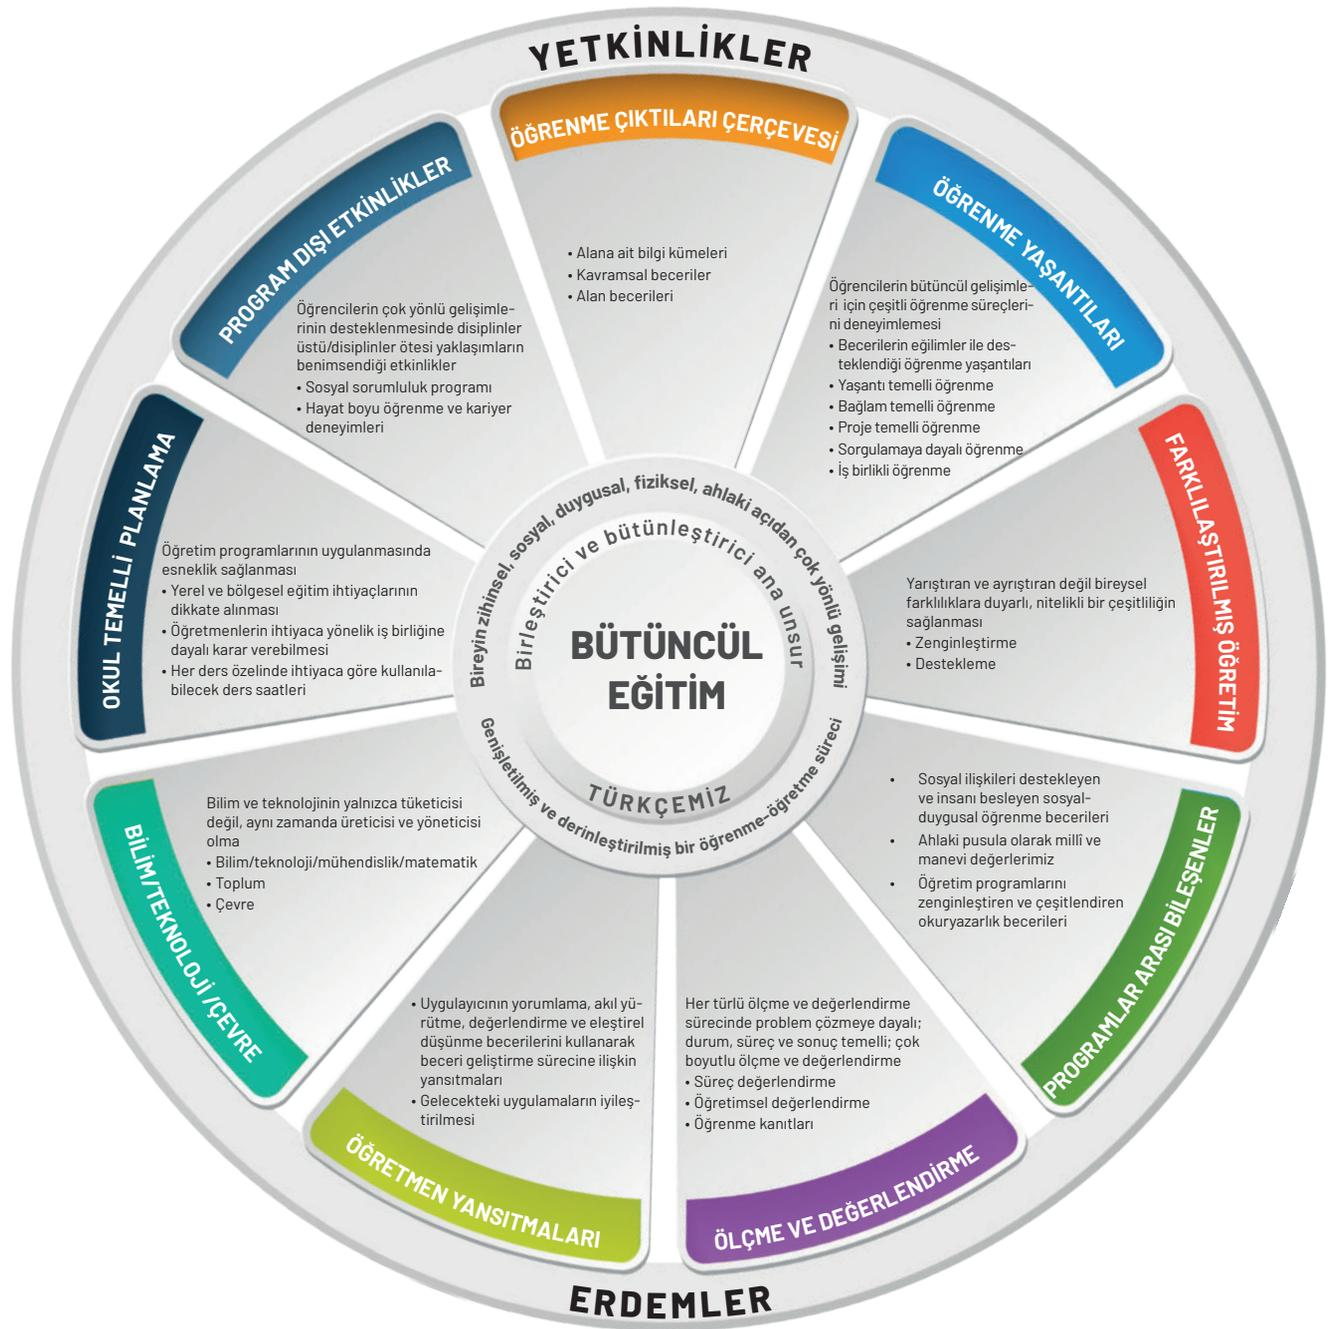 YETKİNLİKLER
ÖĞRENME ÇIKTILARI ÇERÇEVESİ
• Alana ait bilgi kümeleri
• Kavramsal beceriler
• Alan becerileri
ÖĞRENME YAŞANTILARI
Öğrencilerin bütüncül gelişimle-
ri için çeşitli öğrenme süreçleri-
ni deneyimlemesi
• Becerilerin eğilimler ile des-
teklendiği öğrenme yaşantıları
• Yaşantı temelli öğrenme
• Bağlam temelli öğrenme
• Proje temelli öğrenme
• Sorgulamaya dayalı öğrenme
• İş birlikli öğrenme
FARKLILAŞTIRILMIŞ ÖĞRETİM
Yarıştıran ve ayrıştıran değil bireysel
farklılıklara duyarlı, nitelikli bir çeşitliliğin
sağlanması
• Zenginleştirme
• Destekleme
PROGRAMLAR ARASI BİLEŞENLER
• Sosyal ilişkileri destekleyen
ve insanı besleyen sosyal-
duygusal öğrenme becerileri
• Ahlaki pusula olarak millî ve
manevi değerlerimiz
• Öğretim programlarını
zenginleştiren ve çeşitlendiren
okuryazarlık becerileri
ÖLÇME VE DEĞERLENDİRME
Her türlü ölçme ve değerlendirme
sürecinde problem çözmeye dayalı;
durum, süreç ve sonuç temelli; çok
boyutlu ölçme ve değerlendirme
• Süreç değerlendirme
• Öğretimsel değerlendirme
• Öğrenme kanıtları
ÖĞRETMEN YANSITMALARI
• Uygulayıcının yorumlama, akıl yü-
rütme, değerlendirme ve eleştirel
düşünme becerilerini kullanarak
beceri geliştirme sürecine ilişkin
yansıtmaları
• Gelecekteki uygulamaların iyileş-
tirilmesi
BİLİM/TEKNOLOJİ /ÇEVRE
Bilim ve teknolojinin yalnızca tüketicisi
değil, aynı zamanda üreticisi ve yöneticisi
olma
• Bilim/teknoloji/mühendislik/matematik
• Toplum
• Çevre
OKUL TEMELLİ PLANLAMA
Öğretim programlarının uygulanmasında
esneklik sağlanması
• Yerel ve bölgesel eğitim ihtiyaçlarının
dikkate alınması
• Öğretmenlerin ihtiyaca yönelik iş birliğine
dayalı karar verebilmesi
• Her ders özelinde ihtiyaca göre kullanıla-
bilecek ders saatleri
PROGRAM DIŞI ETKİNLİKLER
Öğrencilerin çok yönlü gelişimle-
rinin desteklenmesinde disiplinler
üstü/disiplinler ötesi yaklaşımların
benimsendiği etkinlikler
• Sosyal sorumluluk programı
• Hayat boyu öğrenme ve kariyer
deneyimleri
Bireyin zihinsel, sosyal, duygusal, fiziksel, ahlaki açıdan çok yönlü gelişimi
Birleştirici ve bütünleştirici ana unsur
BÜTÜNCÜL
EĞİTİM
TÜRKÇEMİZ
Genişletilmiş ve derinleştirilmiş bir öğrenme-öğretme süreci
ERDEMLER